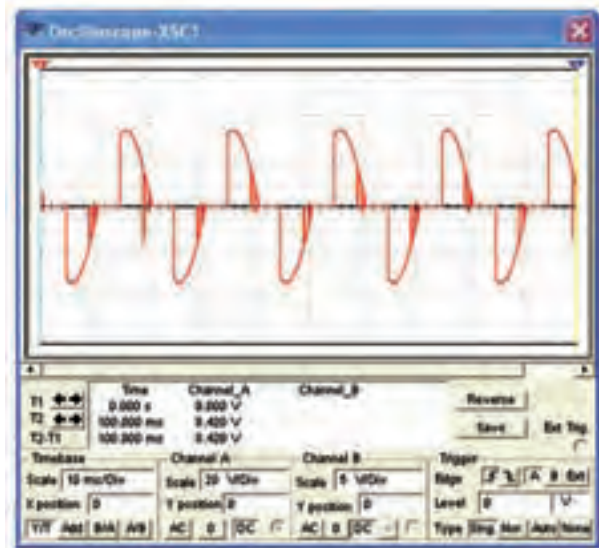 Oscilloscope-XSC1
Time Channel_A Channel_B
T1 0.000 s 0.000 V
T2 100.000 ms 8.420 V
T2-T1 100.000 ms 8.420 V
Reverse
Save
Ext Trig.
Timebase
Scale 10 ms/Div
X position 0
Y/T Add B/A A/B
Channel A
Scale 20 V/Div
Y position 0
AC 0 DC
Channel B
Scale 5 V/Div
Y position 0
AC 0 DC -
Trigger
Edge A B Ext
Level 0 V
Type Sing. Nor. Auto None